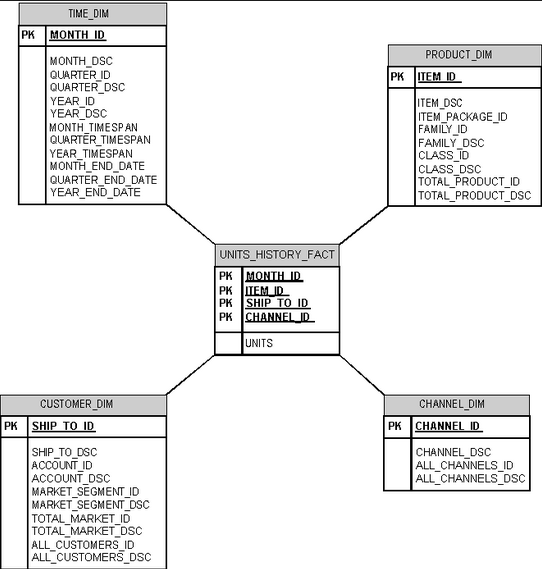 TIME_DIM
PK MONTH_ID
MONTH_DSC
QUARTER_ID
QUARTER_DSC
YEAR_ID
YEAR_DSC
MONTH_TIMESPAN
QUARTER_TIMESPAN
YEAR_TIMESPAN
MONTH_END_DATE
QUARTER_END_DATE
YEAR_END_DATE
PRODUCT_DIM
PK ITEM_ID
ITEM_DSC
ITEM_PACKAGE_ID
FAMILY_ID
FAMILY_DSC
CLASS_ID
CLASS_DSC
TOTAL_PRODUCT_ID
TOTAL_PRODUCT_DSC
UNITS_HISTORY_FACT
PK MONTH_ID
PK ITEM_ID
PK SHIP_TO_ID
PK CHANNEL_ID
UNITS
CUSTOMER_DIM
PK SHIP_TO_ID
SHIP_TO_DSC
ACCOUNT_ID
ACCOUNT_DSC
MARKET_SEGMENT_ID
MARKET_SEGMENT_DSC
TOTAL_MARKET_ID
TOTAL_MARKET_DSC
ALL_CUSTOMERS_ID
ALL_CUSTOMERS_DSC
CHANNEL_DIM
PK CHANNEL_ID
CHANNEL_DSC
ALL_CHANNELS_ID
ALL_CHANNELS_DSC